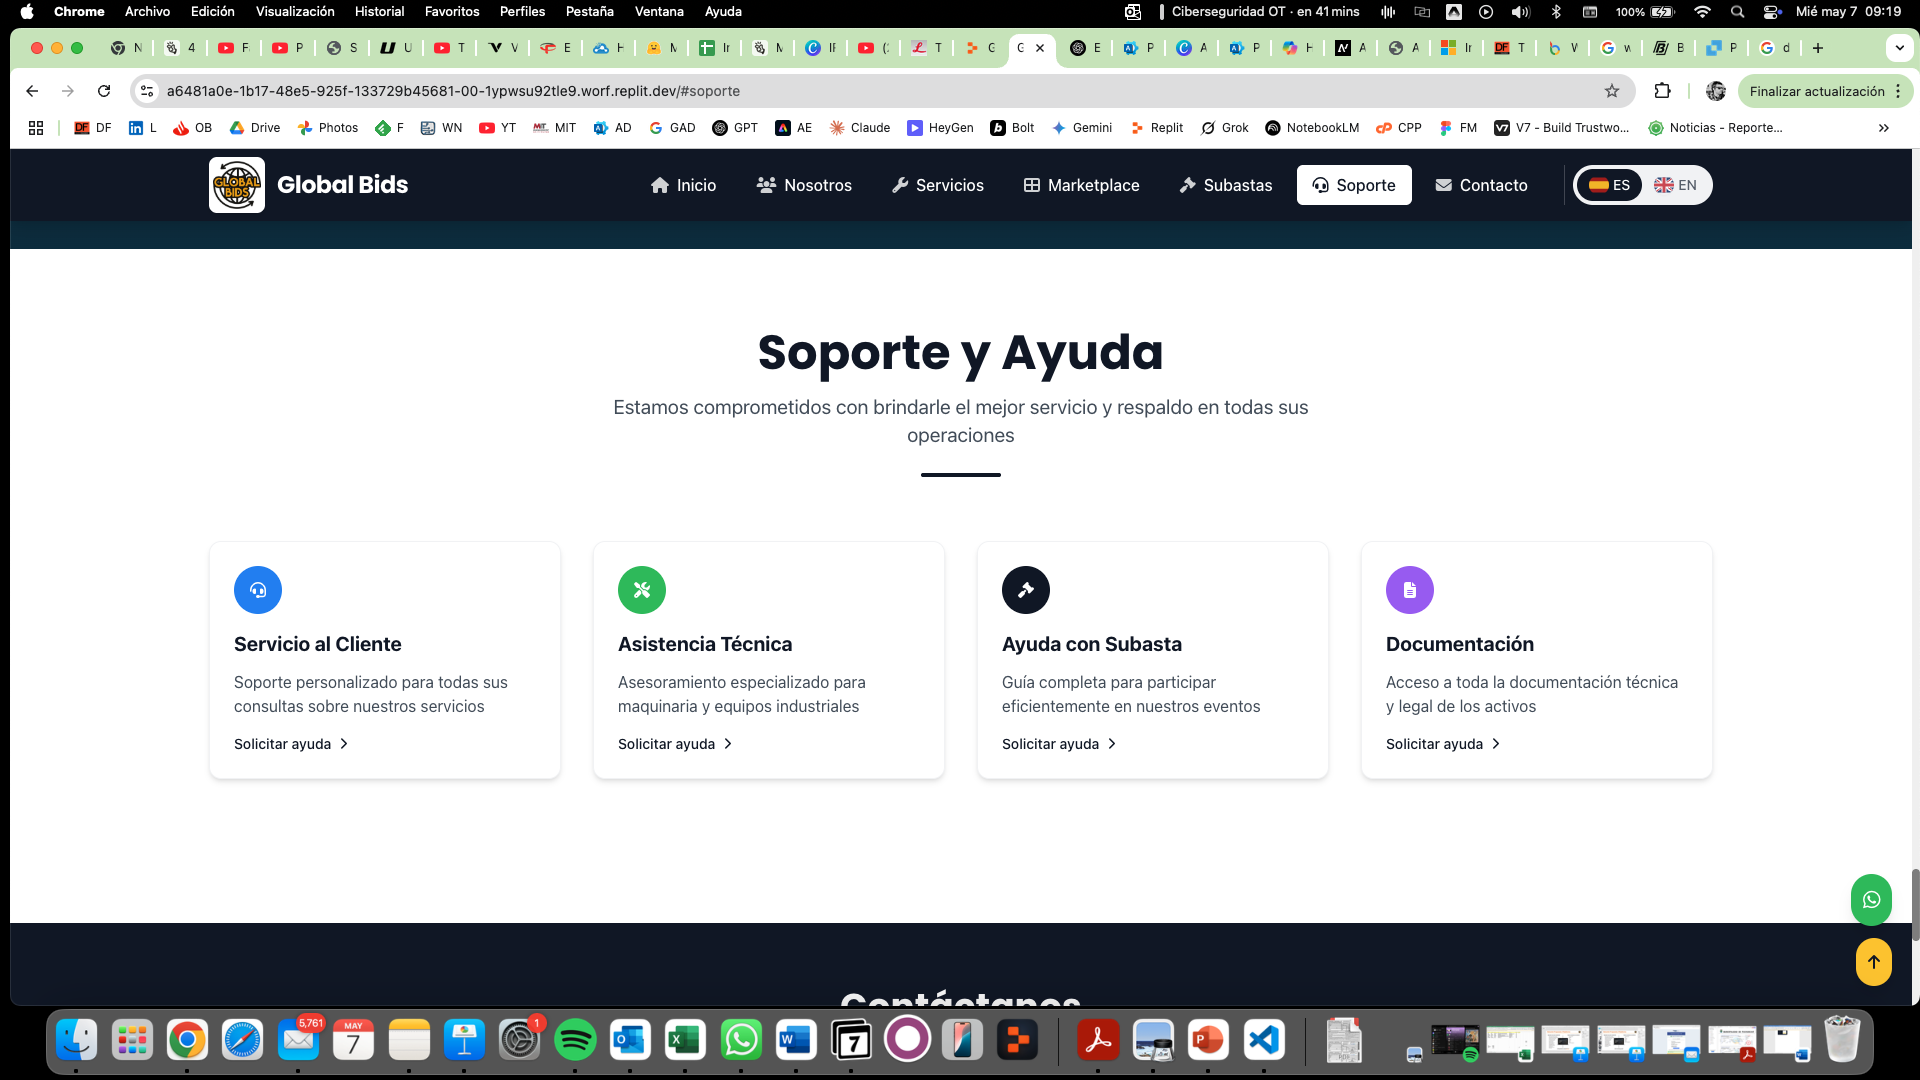 Chrome Archivo Edición Visualización Historial Favoritos Perfiles Pestaña Ventana Ayuda
Ciberseguridad OT · en 41 mins
100%
Mié may 7 09:19
N 4 F P S U T V E H M Ir M IF (: T G G E P A P H A A Ir T W w B P d
a6481a0e-1b17-48e5-925f-133729b45681-00-1ypwsu92tle9.worf.replit.dev/#soporte
Finalizar actualización
DF L OB Drive Photos F WN YT MIT AD GAD GPT AE Claude HeyGen Bolt Gemini Replit Grok NotebookLM CPP FM V7 - Build Trustwo... Noticias - Reporte...
GLOBAL BIDS
Global Bids
Inicio Nosotros Servicios Marketplace Subastas Soporte Contacto ES EN
Soporte y Ayuda
Estamos comprometidos con brindarle el mejor servicio y respaldo en todas sus
operaciones
Servicio al Cliente
Soporte personalizado para todas sus
consultas sobre nuestros servicios
Solicitar ayuda
Asistencia Técnica
Asesoramiento especializado para
maquinaria y equipos industriales
Solicitar ayuda
Ayuda con Subasta
Guía completa para participar
eficientemente en nuestros eventos
Solicitar ayuda
Documentación
Acceso a toda la documentación técnica
y legal de los activos
Solicitar ayuda
Contáctanos
5,761
MAY
7
1
7